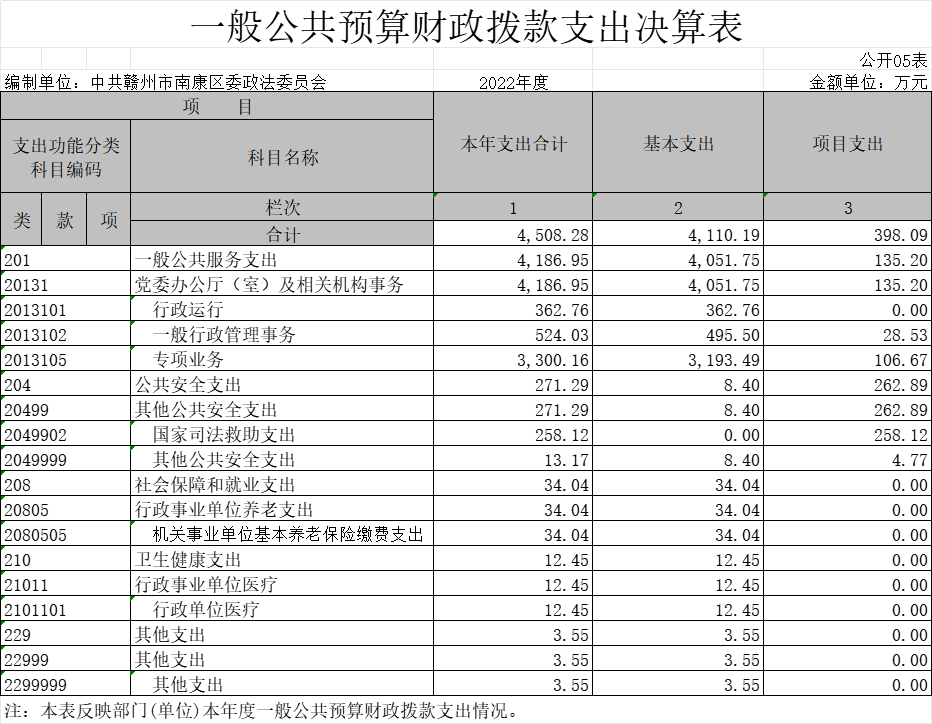 一般公共预算财政拨款支出决算表
公开05表
编制单位：中共赣州市南康区委政法委员会 2022年度 金额单位：万元
项 目 本年支出合计 基本支出 项目支出
支出功能分类科目编码 科目名称
类 款 项 栏次 1 2 3
合计 4,508.28 4,110.19 398.09
201 一般公共服务支出 4,186.95 4,051.75 135.20
20131 党委办公厅（室）及相关机构事务 4,186.95 4,051.75 135.20
2013101 行政运行 362.76 362.76 0.00
2013102 一般行政管理事务 524.03 495.50 28.53
2013105 专项业务 3,300.16 3,193.49 106.67
204 公共安全支出 271.29 8.40 262.89
20499 其他公共安全支出 271.29 8.40 262.89
2049902 国家司法救助支出 258.12 0.00 258.12
2049999 其他公共安全支出 13.17 8.40 4.77
208 社会保障和就业支出 34.04 34.04 0.00
20805 行政事业单位养老支出 34.04 34.04 0.00
2080505 机关事业单位基本养老保险缴费支出 34.04 34.04 0.00
210 卫生健康支出 12.45 12.45 0.00
21011 行政事业单位医疗 12.45 12.45 0.00
2101101 行政单位医疗 12.45 12.45 0.00
229 其他支出 3.55 3.55 0.00
22999 其他支出 3.55 3.55 0.00
2299999 其他支出 3.55 3.55 0.00
注：本表反映部门(单位)本年度一般公共预算财政拨款支出情况。